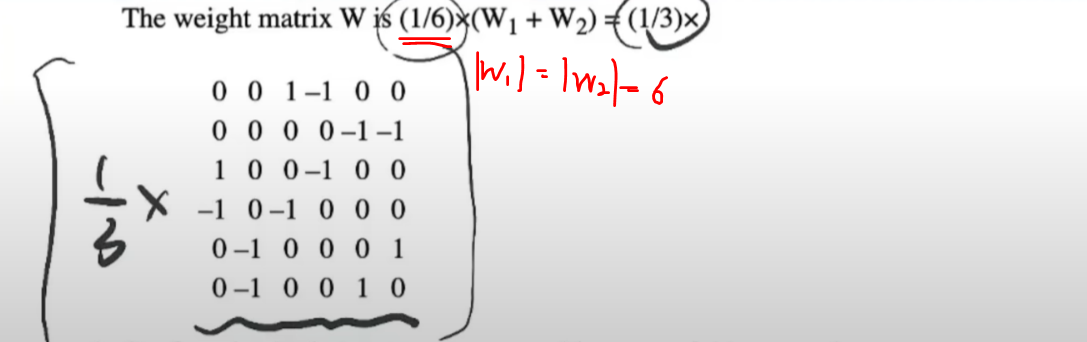 The weight matrix W is (1/6)×(W₁ + W₂) = (1/3)×
|W₁| = |W₂| = 6
0 0 1 –1 0 0
0 0 0 0 –1 –1
1 0 0 –1 0 0
1/3 × –1 0 –1 0 0 0
0 –1 0 0 0 1
0 –1 0 0 1 0